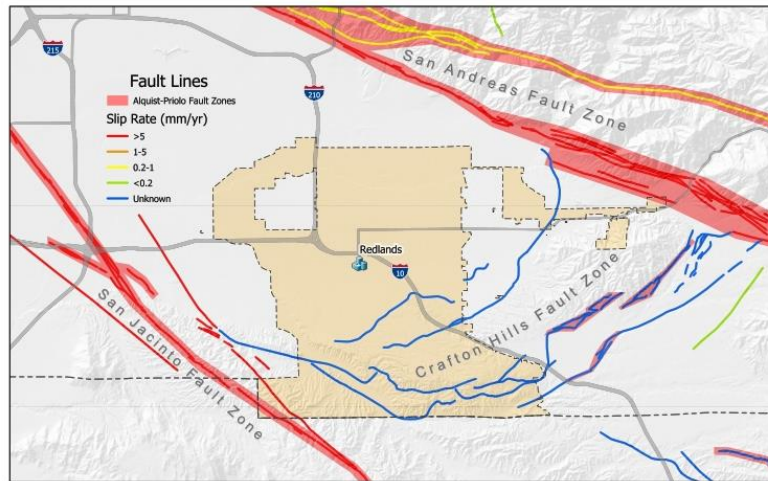 215
Fault Lines
Alquist-Priolo Fault Zones
Slip Rate (mm/yr)
>5
1-5
0.2-1
<0.2
Unknown
210
San Andreas Fault Zone
Redlands
10
Crafton Hills Fault Zone
San Jacinto Fault Zone